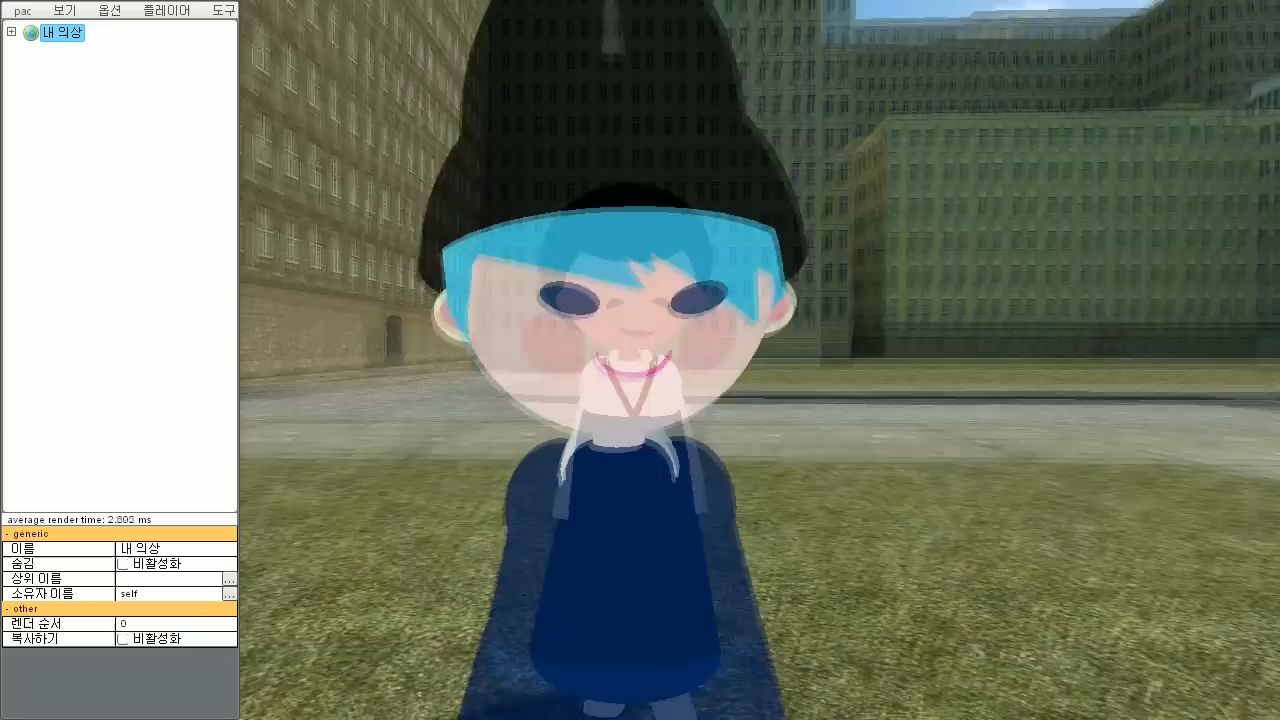 pac 보기 옵션 플레이어 도구
내 의상
average render time: 2.803 ms
- generic
이름 내 의상
숨김 비활성화
상위 이름 ...
소유자 이름 self ...
- other
렌더 순서 0
복사하기 비활성화